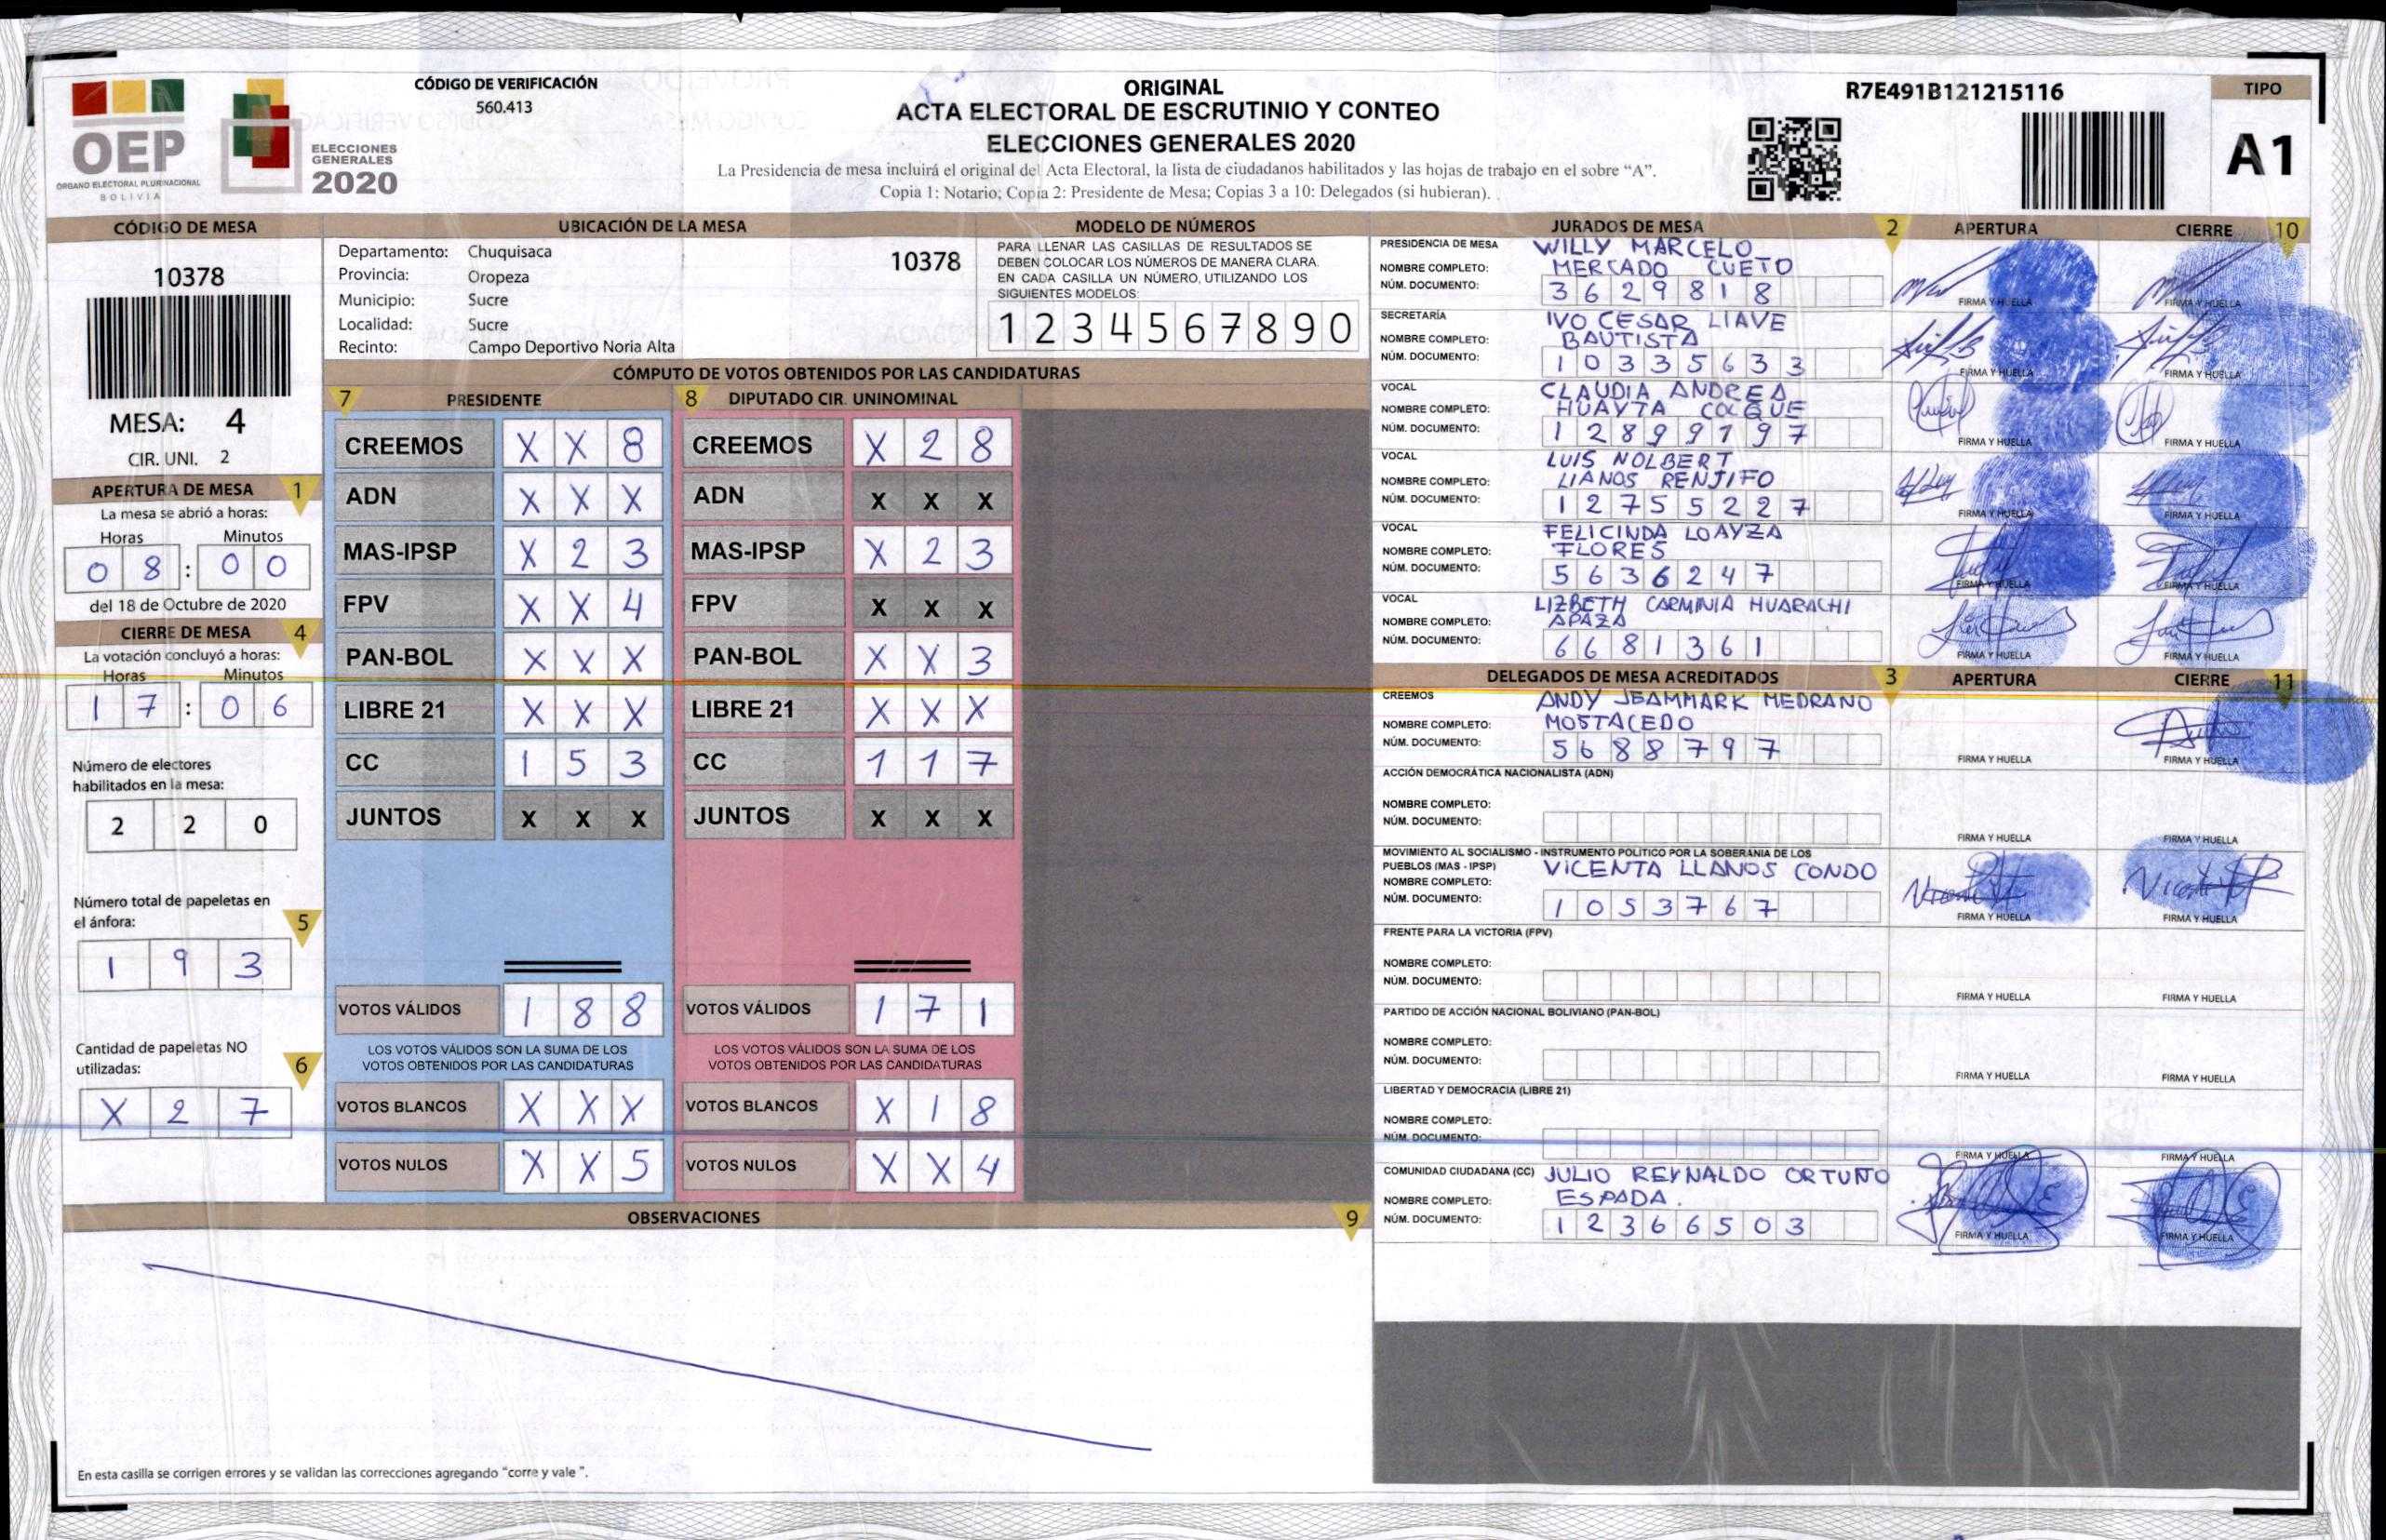 OEP
ORGANO ELECTORAL PLURINACIONAL
BOLIVIA
ELECCIONES
GENERALES
2020
CÓDIGO DE VERIFICACIÓN
560.413
ORIGINAL
ACTA ELECTORAL DE ESCRUTINIO Y CONTEO
ELECCIONES GENERALES 2020
La Presidencia de mesa incluirá el original del Acta Electoral, la lista de ciudadanos habilitados y las hojas de trabajo en el sobre “A”.
Copia 1: Notario; Copia 2: Presidente de Mesa; Copias 3 a 10: Delegados (si hubieran).
R7E491B121215116
TIPO
A1
CÓDIGO DE MESA
10378
MESA: 4
CIR. UNI. 2
APERTURA DE MESA 1
La mesa se abrió a horas:
Horas Minutos
0 8 : 0 0
del 18 de Octubre de 2020
CIERRE DE MESA 4
La votación concluyó a horas:
Horas Minutos
1 7 : 0 6
Número de electores
habilitados en la mesa:
2 2 0
Número total de papeletas en
el ánfora: 5
1 9 3
Cantidad de papeletas NO
utilizadas: 6
X 2 7
UBICACIÓN DE LA MESA
Departamento: Chuquisaca
Provincia: Oropeza
Municipio: Sucre
Localidad: Sucre
Recinto: Campo Deportivo Noria Alta
10378
MODELO DE NÚMEROS
PARA LLENAR LAS CASILLAS DE RESULTADOS SE
DEBEN COLOCAR LOS NÚMEROS DE MANERA CLARA.
EN CADA CASILLA UN NÚMERO, UTILIZANDO LOS
SIGUIENTES MODELOS:
1 2 3 4 5 6 7 8 9 0
CÓMPUTO DE VOTOS OBTENIDOS POR LAS CANDIDATURAS
7 PRESIDENTE
CREEMOS X X 8
ADN X X X
MAS-IPSP X 2 3
FPV X X 4
PAN-BOL X X X
LIBRE 21 X X X
CC 1 5 3
JUNTOS X X X
VOTOS VÁLIDOS 1 8 8
LOS VOTOS VÁLIDOS SON LA SUMA DE LOS
VOTOS OBTENIDOS POR LAS CANDIDATURAS
VOTOS BLANCOS X X X
VOTOS NULOS X X 5
8 DIPUTADO CIR. UNINOMINAL
CREEMOS X 2 8
ADN X X X
MAS-IPSP X 2 3
FPV X X X
PAN-BOL X X 3
LIBRE 21 X X X
CC 1 1 7
JUNTOS X X X
VOTOS VÁLIDOS 1 7 1
LOS VOTOS VÁLIDOS SON LA SUMA DE LOS
VOTOS OBTENIDOS POR LAS CANDIDATURAS
VOTOS BLANCOS X 1 8
VOTOS NULOS X X 4
OBSERVACIONES 9
En esta casilla se corrigen errores y se validan las correcciones agregando “corre y vale”.
JURADOS DE MESA 2 APERTURA CIERRE 10
PRESIDENCIA DE MESA WILLY MARCELO
NOMBRE COMPLETO: MERCADO CUETO
NÚM. DOCUMENTO: 3 6 2 9 8 1 8
FIRMA Y HUELLA FIRMA Y HUELLA
SECRETARÍA IVO CESAR LIAVE
NOMBRE COMPLETO: BAUTISTA
NÚM. DOCUMENTO: 1 0 3 3 5 6 3 3
FIRMA Y HUELLA FIRMA Y HUELLA
VOCAL CLAUDIA ANDREA
NOMBRE COMPLETO: HUAYTA COLQUE
NÚM. DOCUMENTO: 1 2 8 9 9 1 9 7
FIRMA Y HUELLA FIRMA Y HUELLA
VOCAL LUIS NOLBERT
NOMBRE COMPLETO: LIANOS RENJIFO
NÚM. DOCUMENTO: 1 2 7 5 5 2 2 7
FIRMA Y HUELLA FIRMA Y HUELLA
VOCAL FELICINDA LOAYZA
NOMBRE COMPLETO: FLORES
NÚM. DOCUMENTO: 5 6 3 6 2 4 7
FIRMA Y HUELLA FIRMA Y HUELLA
VOCAL LIZBETH CARMINIA HUARACHI
NOMBRE COMPLETO: APAZA
NÚM. DOCUMENTO: 6 6 8 1 3 6 1
FIRMA Y HUELLA FIRMA Y HUELLA
DELEGADOS DE MESA ACREDITADOS 3 APERTURA CIERRE 11
CREEMOS ANDY JEAMMARK MEDRANO
NOMBRE COMPLETO: MOSTACEDO
NÚM. DOCUMENTO: 5 6 8 8 7 9 7
FIRMA Y HUELLA FIRMA Y HUELLA
ACCIÓN DEMOCRÁTICA NACIONALISTA (ADN)
NOMBRE COMPLETO:
NÚM. DOCUMENTO:
FIRMA Y HUELLA FIRMA Y HUELLA
MOVIMIENTO AL SOCIALISMO - INSTRUMENTO POLITICO POR LA SOBERANIA DE LOS
PUEBLOS (MAS - IPSP) VICENTA LLANOS CONDO
NOMBRE COMPLETO:
NÚM. DOCUMENTO: 1 0 5 3 7 6 7
FIRMA Y HUELLA FIRMA Y HUELLA
FRENTE PARA LA VICTORIA (FPV)
NOMBRE COMPLETO:
NÚM. DOCUMENTO:
FIRMA Y HUELLA FIRMA Y HUELLA
PARTIDO DE ACCIÓN NACIONAL BOLIVIANO (PAN-BOL)
NOMBRE COMPLETO:
NÚM. DOCUMENTO:
FIRMA Y HUELLA FIRMA Y HUELLA
LIBERTAD Y DEMOCRACIA (LIBRE 21)
NOMBRE COMPLETO:
NÚM. DOCUMENTO:
FIRMA Y HUELLA FIRMA Y HUELLA
COMUNIDAD CIUDADANA (CC) JULIO REYNALDO ORTUÑO
NOMBRE COMPLETO: ESPADA.
NÚM. DOCUMENTO: 1 2 3 6 6 5 0 3
FIRMA Y HUELLA FIRMA Y HUELLA